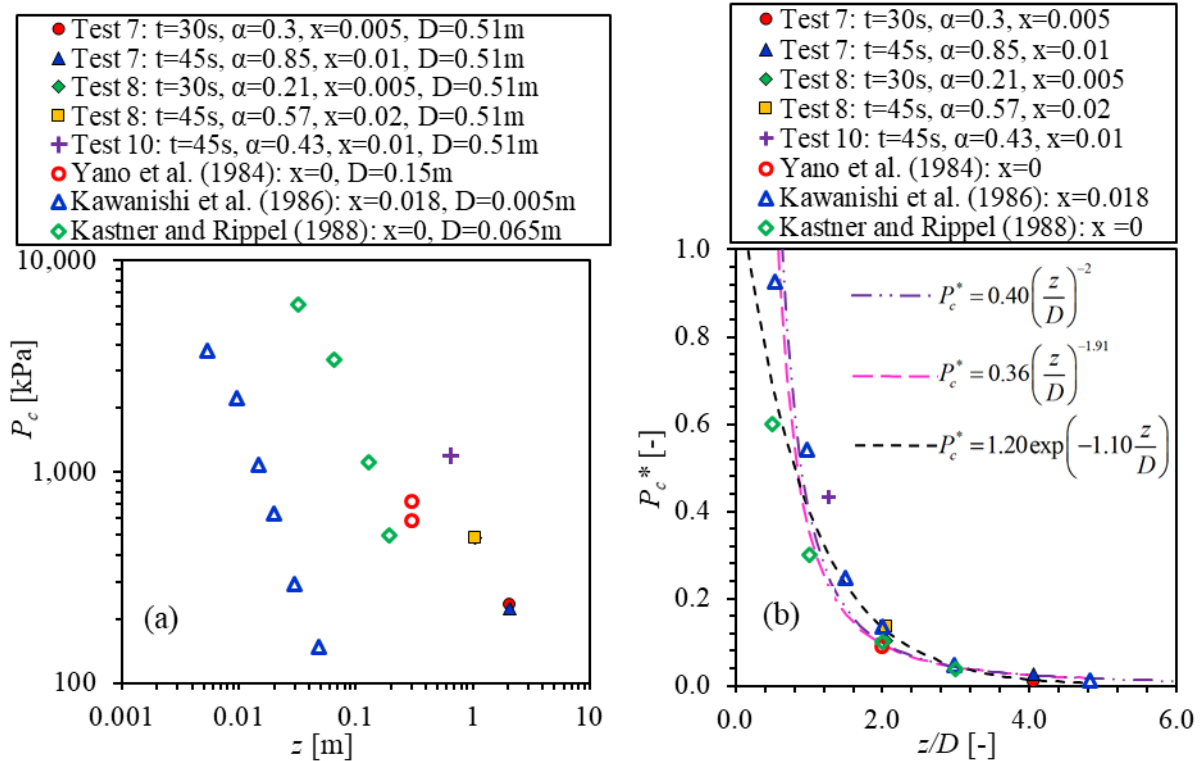 Test 7: t=30s, α=0.3, x=0.005, D=0.51m
Test 7: t=45s, α=0.85, x=0.01, D=0.51m
Test 8: t=30s, α=0.21, x=0.005, D=0.51m
Test 8: t=45s, α=0.57, x=0.02, D=0.51m
Test 10: t=45s, α=0.43, x=0.01, D=0.51m
Yano et al. (1984): x=0, D=0.15m
Kawanishi et al. (1986): x=0.018, D=0.005m
Kastner and Rippel (1988): x=0, D=0.065m
10,000
1,000
100
P_c [kPa]
(a)
0.001
0.01
0.1
1
10
z [m]
Test 7: t=30s, α=0.3, x=0.005
Test 7: t=45s, α=0.85, x=0.01
Test 8: t=30s, α=0.21, x=0.005
Test 8: t=45s, α=0.57, x=0.02
Test 10: t=45s, α=0.43, x=0.01
Yano et al. (1984): x=0
Kawanishi et al. (1986): x=0.018
Kastner and Rippel (1988): x =0
1.0
0.8
0.6
0.4
0.2
0.0
P_c* [-]
P_c^* = 0.40(z/D)^-2
P_c^* = 0.36(z/D)^-1.91
P_c^* = 1.20exp(-1.10 z/D)
(b)
0.0
2.0
4.0
6.0
z/D [-]